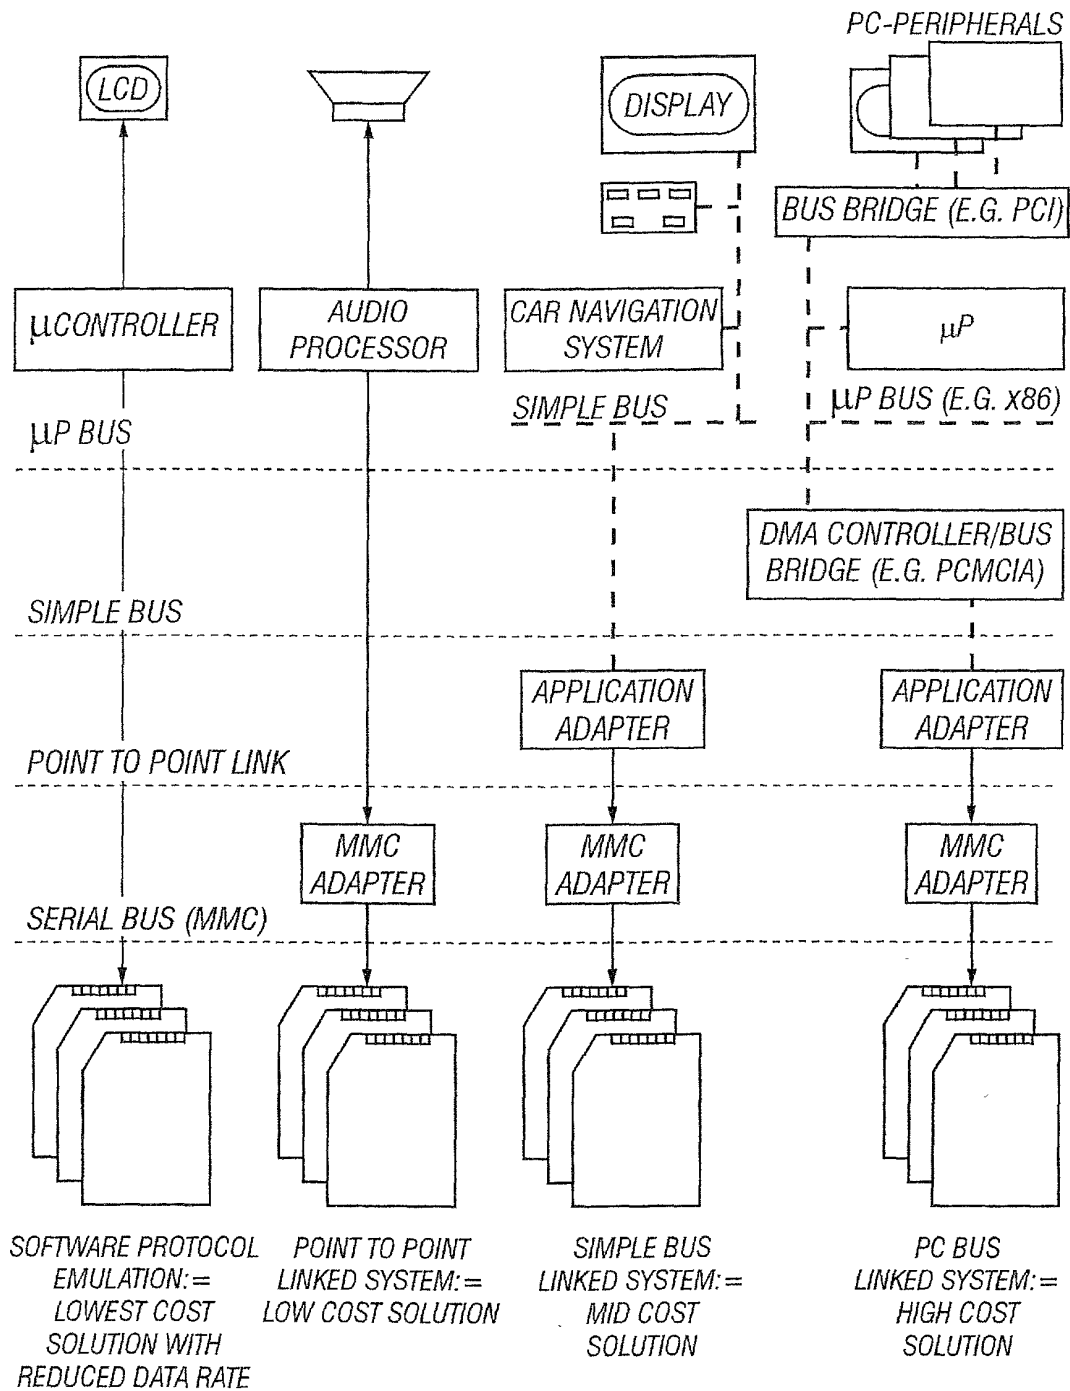 PC-PERIPHERALS
LCD
DISPLAY
BUS BRIDGE (E.G. PCI)
μCONTROLLER
AUDIO
PROCESSOR
CAR NAVIGATION
SYSTEM
μP
SIMPLE BUS
μP BUS (E.G. X86)
μP BUS
DMA CONTROLLER/BUS
BRIDGE (E.G. PCMCIA)
SIMPLE BUS
APPLICATION
ADAPTER
APPLICATION
ADAPTER
POINT TO POINT LINK
MMC
ADAPTER
MMC
ADAPTER
MMC
ADAPTER
SERIAL BUS (MMC)
SOFTWARE PROTOCOL
EMULATION:=
LOWEST COST
SOLUTION WITH
REDUCED DATA RATE
POINT TO POINT
LINKED SYSTEM:=
LOW COST SOLUTION
SIMPLE BUS
LINKED SYSTEM:=
MID COST
SOLUTION
PC BUS
LINKED SYSTEM:=
HIGH COST
SOLUTION